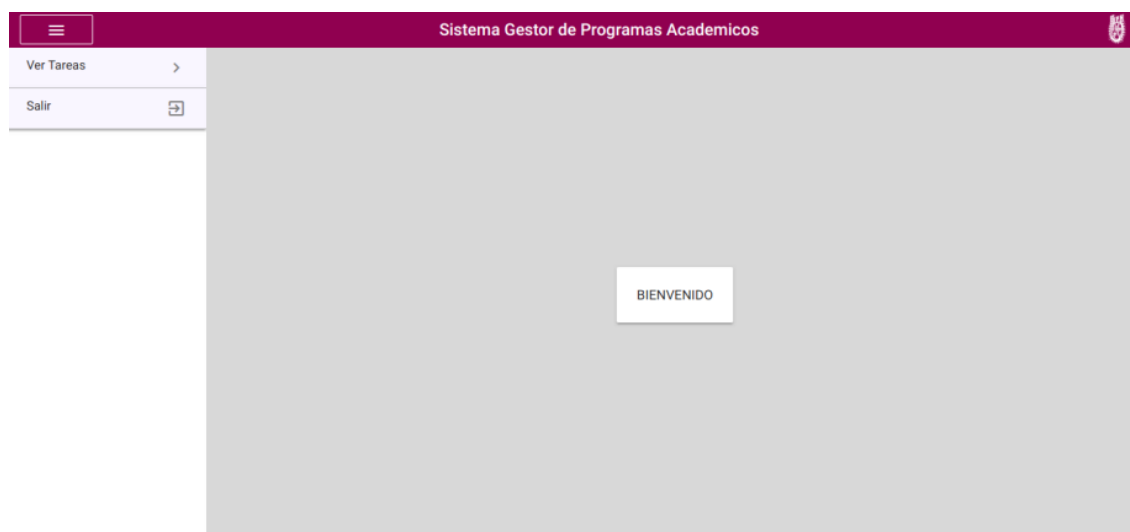 Sistema Gestor de Programas Academicos
Ver Tareas
Salir
BIENVENIDO